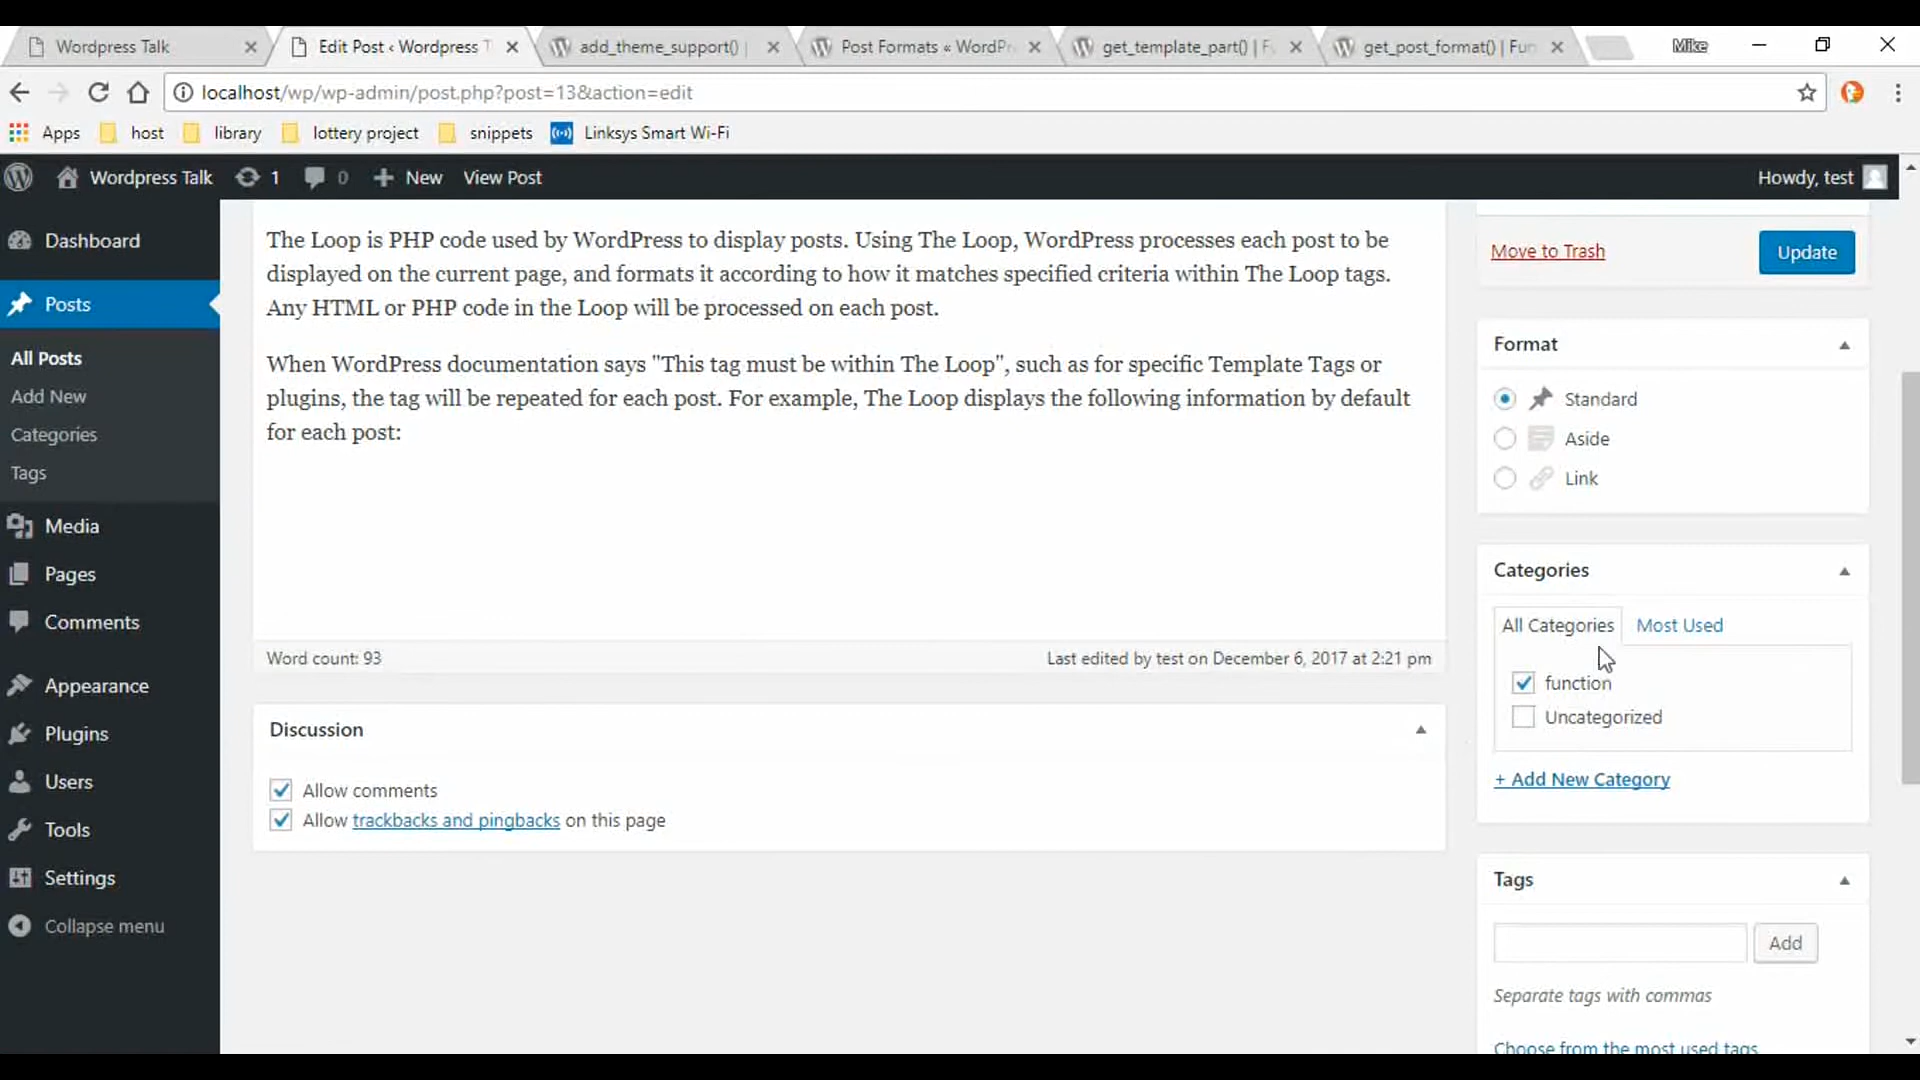 Wordpress Talk
Edit Post ‹ Wordpress T
add_theme_support() |
Post Formats « WordPr
get_template_part() | F
get_post_format() | Fun
Mike
localhost/wp/wp-admin/post.php?post=13&action=edit
Apps
host
library
lottery project
snippets
Linksys Smart Wi-Fi
Wordpress Talk
1
0
New
View Post
Howdy, test
Dashboard
Posts
All Posts
Add New
Categories
Tags
Media
Pages
Comments
Appearance
Plugins
Users
Tools
Settings
Collapse menu
The Loop is PHP code used by WordPress to display posts. Using The Loop, WordPress processes each post to be
displayed on the current page, and formats it according to how it matches specified criteria within The Loop tags.
Any HTML or PHP code in the Loop will be processed on each post.
When WordPress documentation says "This tag must be within The Loop", such as for specific Template Tags or
plugins, the tag will be repeated for each post. For example, The Loop displays the following information by default
for each post:
Word count: 93
Last edited by test on December 6, 2017 at 2:21 pm
Discussion
Allow comments
Allow trackbacks and pingbacks on this page
Move to Trash
Update
Format
Standard
Aside
Link
Categories
All Categories
Most Used
function
Uncategorized
+ Add New Category
Tags
Add
Separate tags with commas
Choose from the most used tags